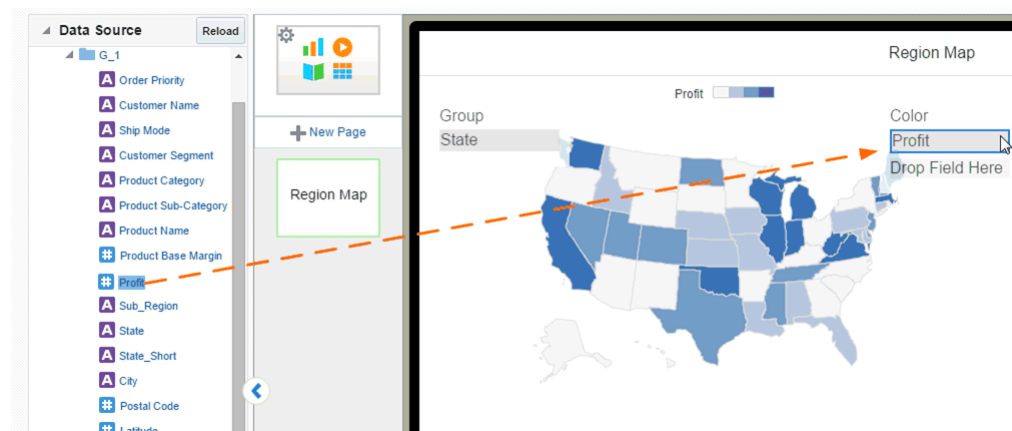 Data Source
Reload
G_1
Order Priority
Customer Name
Ship Mode
Customer Segment
Product Category
Product Sub-Category
Product Name
Product Base Margin
Profit
Sub_Region
State
State_Short
City
Postal Code
Latitude
New Page
Region Map
Region Map
Profit
Group
State
Color
Profit
Drop Field Here